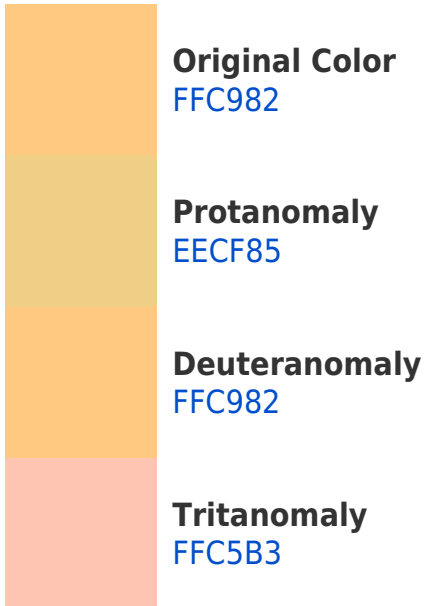 Original Color
FFC982
Protanomaly
EECF85
Deuteranomaly
FFC982
Tritanomaly
FFC5B3